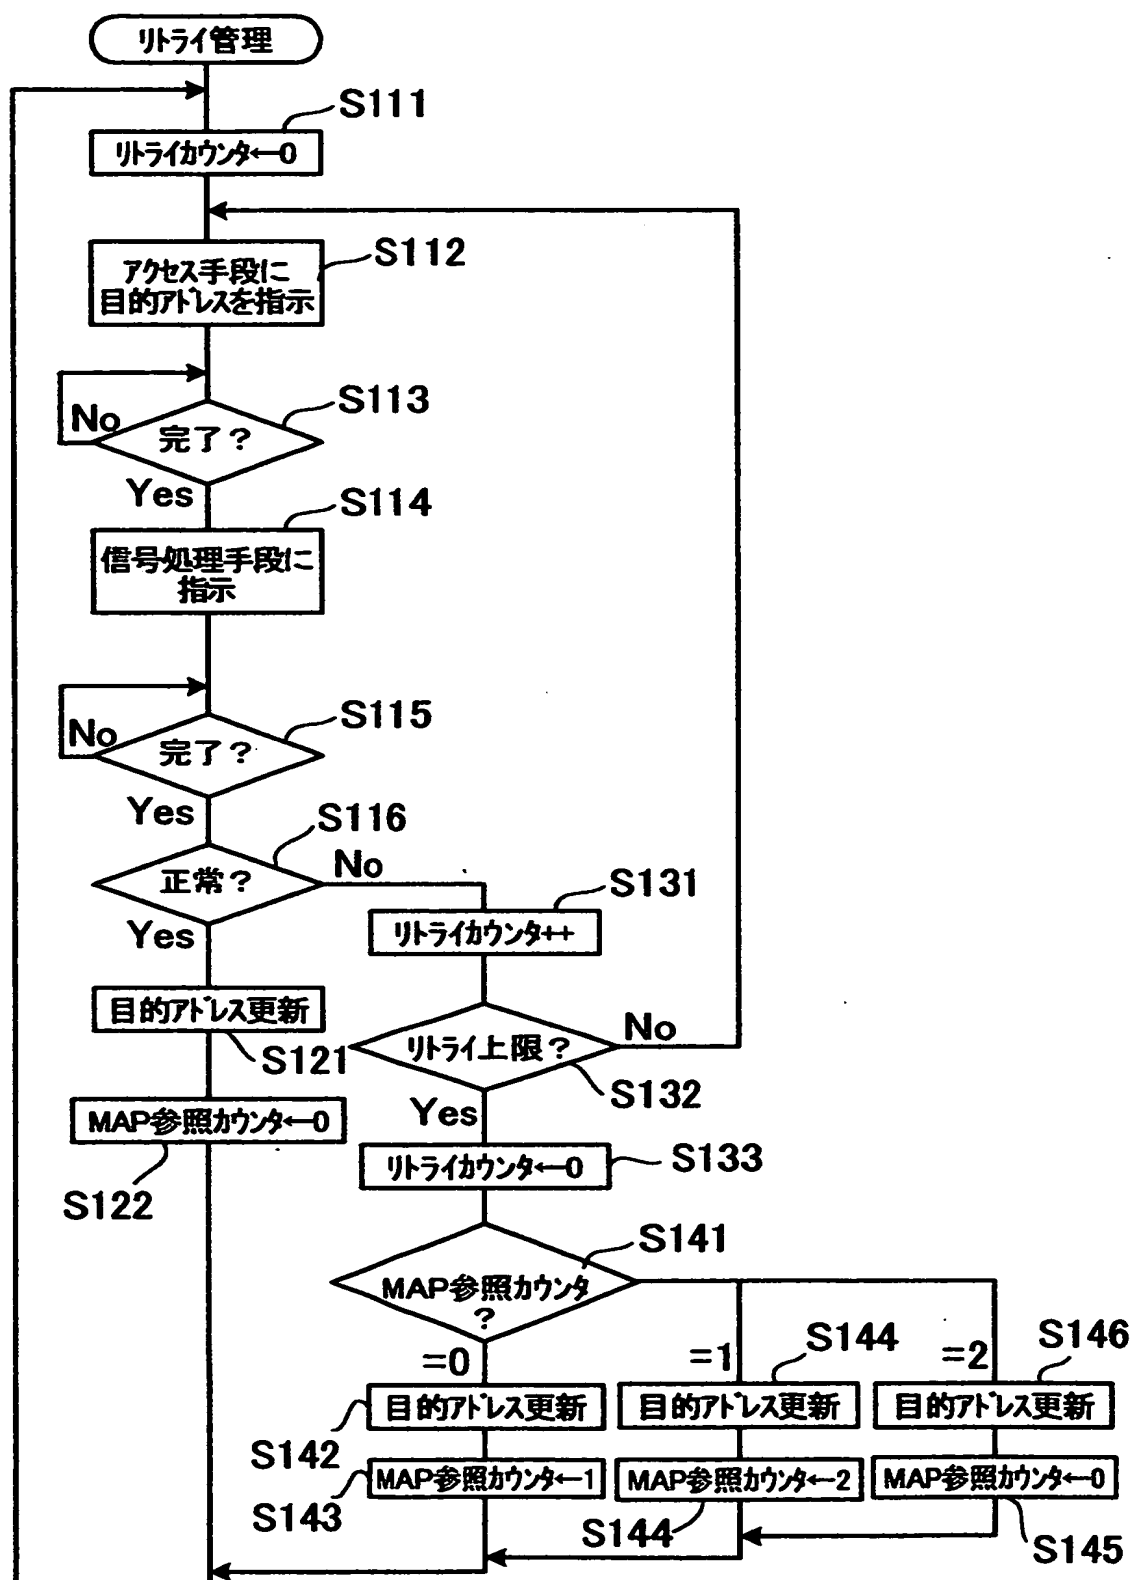 リトライ管理
S111
リトライカウンタ←0
S112
アクセス手段に
目的アドレスを指示
S113
No
完了？
Yes
S114
信号処理手段に
指示
S115
No
完了？
Yes
S116
正常？
No
Yes
S131
リトライカウンタ++
目的アドレス更新
S121
リトライ上限？
No
S132
Yes
MAP参照カウンタ←0
S122
リトライカウンタ←0
S133
S141
MAP参照カウンタ
？
=0
=1
S144
=2
S146
目的アドレス更新
目的アドレス更新
目的アドレス更新
S142
MAP参照カウンタ←1
MAP参照カウンタ←2
MAP参照カウンタ←0
S143
S144
S145